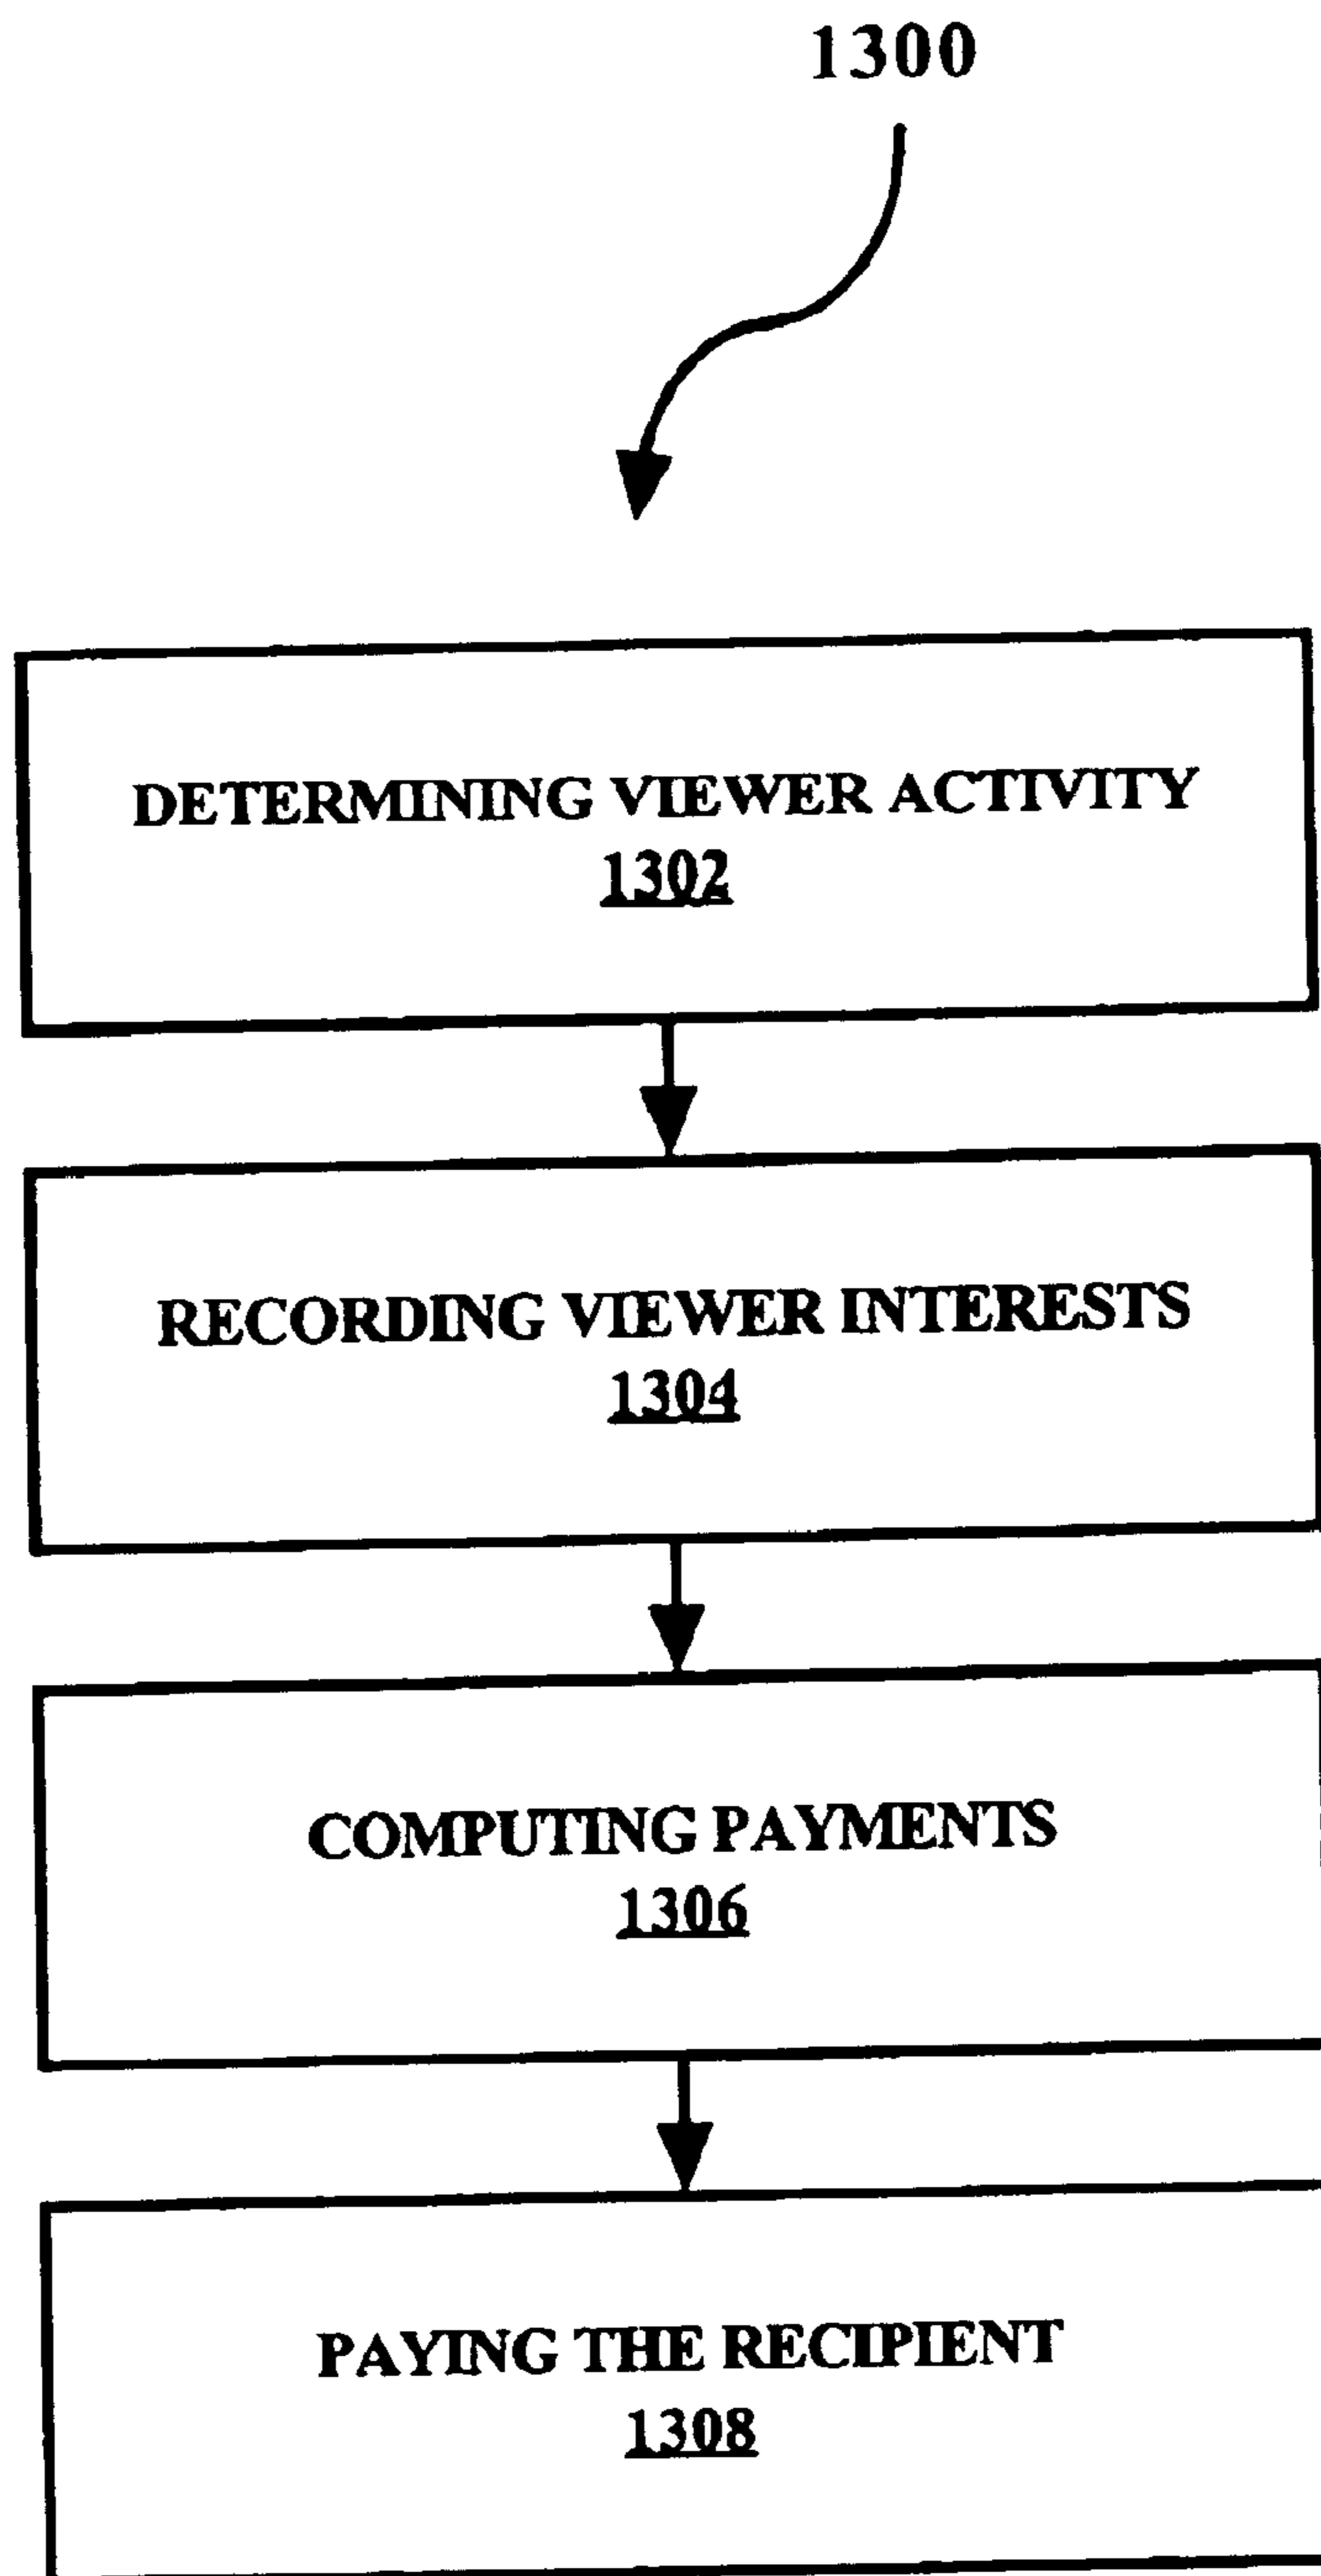 1300
DETERMINING VIEWER ACTIVITY
1302
RECORDING VIEWER INTERESTS
1304
COMPUTING PAYMENTS
1306
PAYING THE RECIPIENT
1308